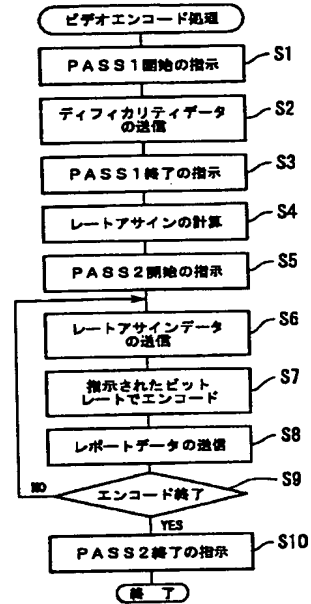 ビデオエンコード処理
PASS1開始の指示
S1
ディフィカリティデータ
の送信
S2
PASS1終了の指示
S3
レートアサインの計算
S4
PASS2開始の指示
S5
レートアサインデータ
の送信
S6
指示されたビット
レートでエンコード
S7
レポートデータの送信
S8
エンコード終了
S9
NO
YES
PASS2終了の指示
S10
終 了